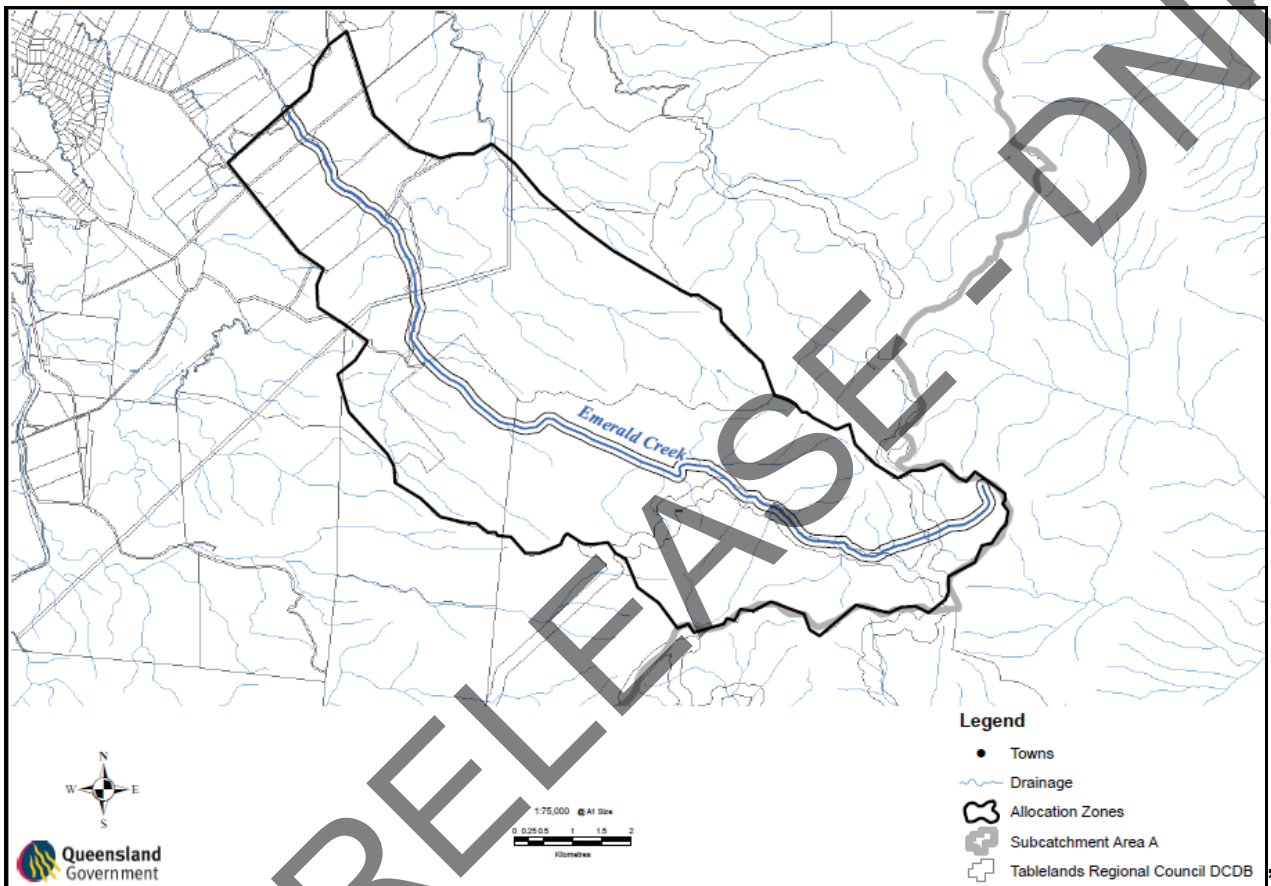 RELEASE - DN
Emerald Creek
N
W E
S
1:75,000 @ A1 Size
0 0.25 0.5 1 1.5 2
Kilometres
Queensland
Government
Legend
Towns
Drainage
Allocation Zones
Subcatchment Area A
Tablelands Regional Council DCDB